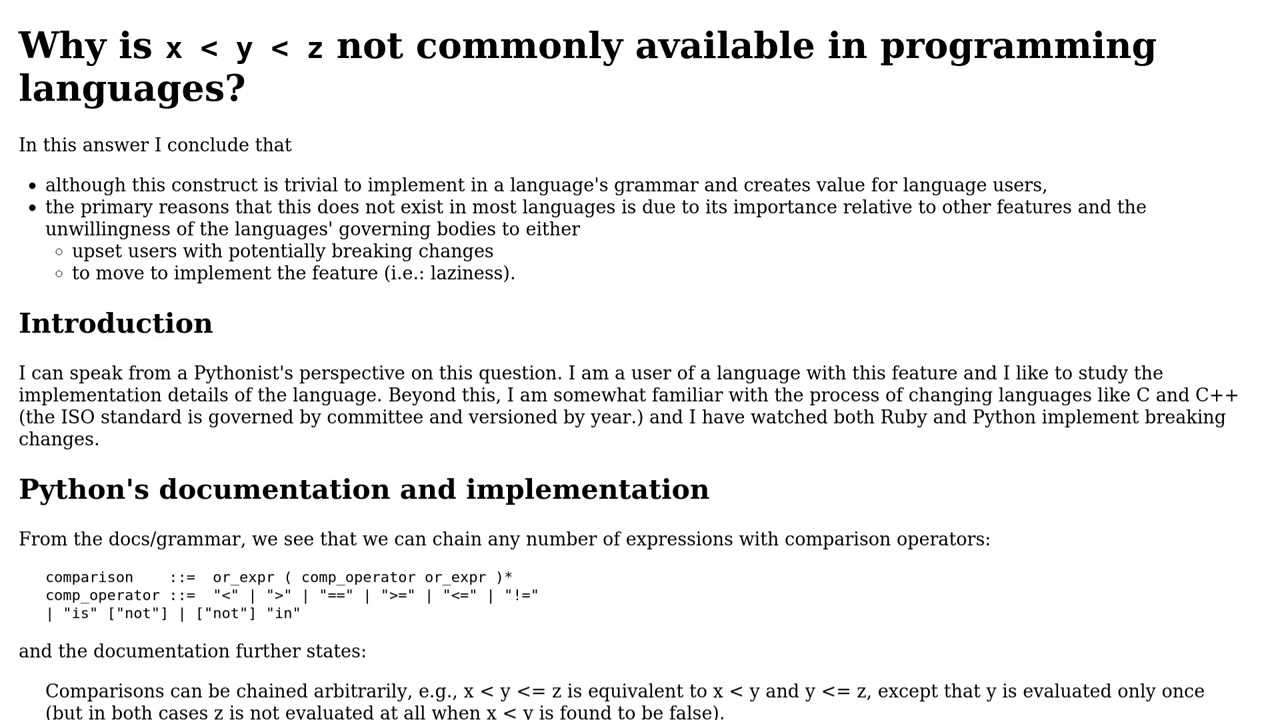 Why is x < y < z not commonly available in programming
languages?
In this answer I conclude that
• although this construct is trivial to implement in a language's grammar and creates value for language users,
• the primary reasons that this does not exist in most languages is due to its importance relative to other features and the
unwillingness of the languages' governing bodies to either
◦ upset users with potentially breaking changes
◦ to move to implement the feature (i.e.: laziness).
Introduction
I can speak from a Pythonist's perspective on this question. I am a user of a language with this feature and I like to study the
implementation details of the language. Beyond this, I am somewhat familiar with the process of changing languages like C and C++
(the ISO standard is governed by committee and versioned by year.) and I have watched both Ruby and Python implement breaking
changes.
Python's documentation and implementation
From the docs/grammar, we see that we can chain any number of expressions with comparison operators:
comparison    ::=  or_expr ( comp_operator or_expr )*
comp_operator ::=  "<" | ">" | "==" | ">=" | "<=" | "!="
| "is" ["not"] | ["not"] "in"
and the documentation further states:
Comparisons can be chained arbitrarily, e.g., x < y <= z is equivalent to x < y and y <= z, except that y is evaluated only once
(but in both cases z is not evaluated at all when x < y is found to be false).